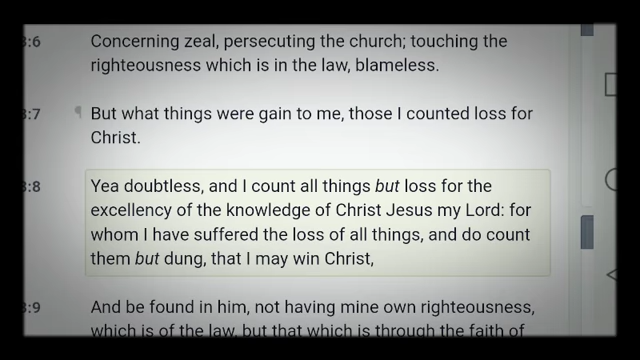 3:6 Concerning zeal, persecuting the church; touching the
righteousness which is in the law, blameless.
3:7 ¶ But what things were gain to me, those I counted loss for
Christ.
3:8 Yea doubtless, and I count all things but loss for the
excellency of the knowledge of Christ Jesus my Lord: for
whom I have suffered the loss of all things, and do count
them but dung, that I may win Christ,
3:9 And be found in him, not having mine own righteousness,
which is of the law, but that which is through the faith of